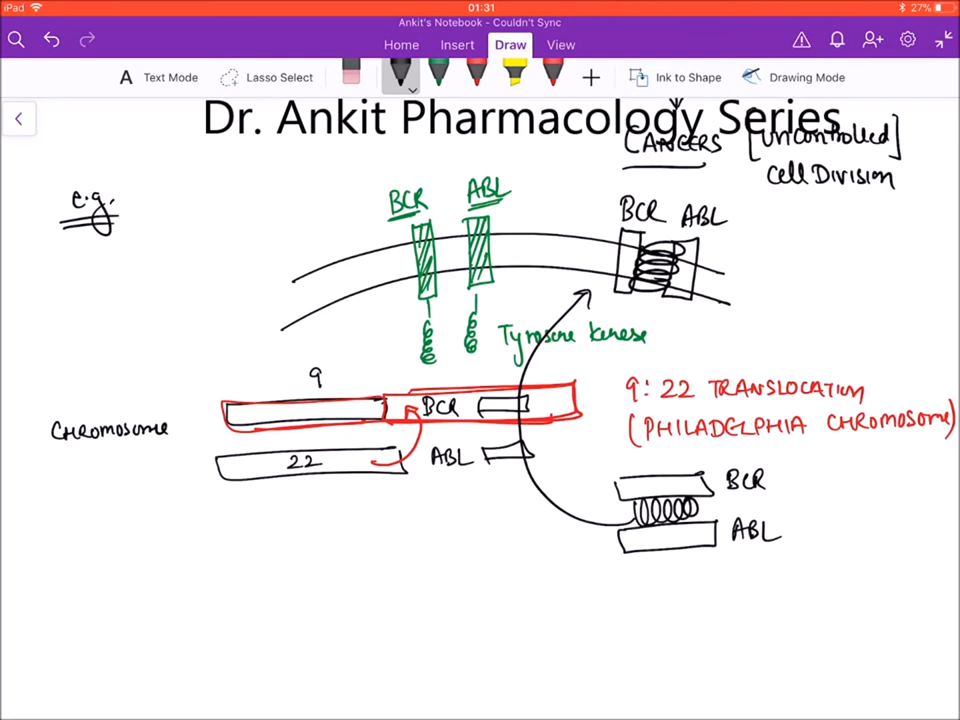 iPad
01:31
27%
Ankit's Notebook - Couldn't Sync
Home Insert Draw View
Text Mode
Lasso Select
Ink to Shape
Drawing Mode
Dr. Ankit Pharmacology Series
CANCERS [Uncontrolled]
Cell Division
e.g.
BCR ABL
BCR ABL
Tyrosene kenese
9
CHROMOSOME
BCR
22
ABL
9:22 TRANSLOCATION
(PHILADELPHIA CHROMOSOME)
BCR
ABL